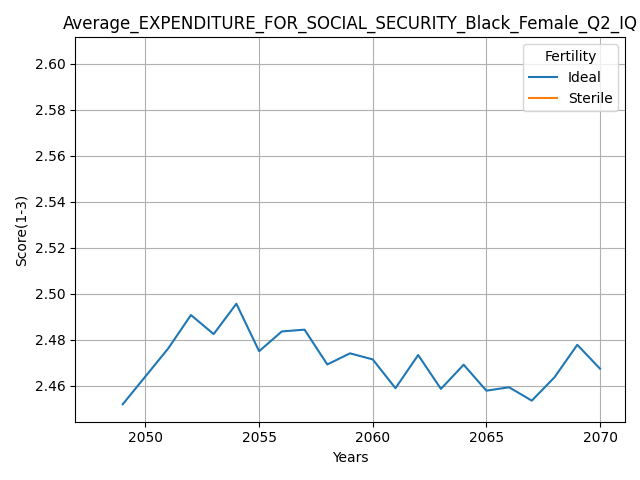 Average_EXPENDITURE_FOR_SOCIAL_SECURITY_Black_Female_Q2_IQ
Fertility
Ideal
Sterile
2.60
2.58
2.56
2.54
2.52
2.50
2.48
2.46
Score(1-3)
2050
2055
2060
2065
2070
Years